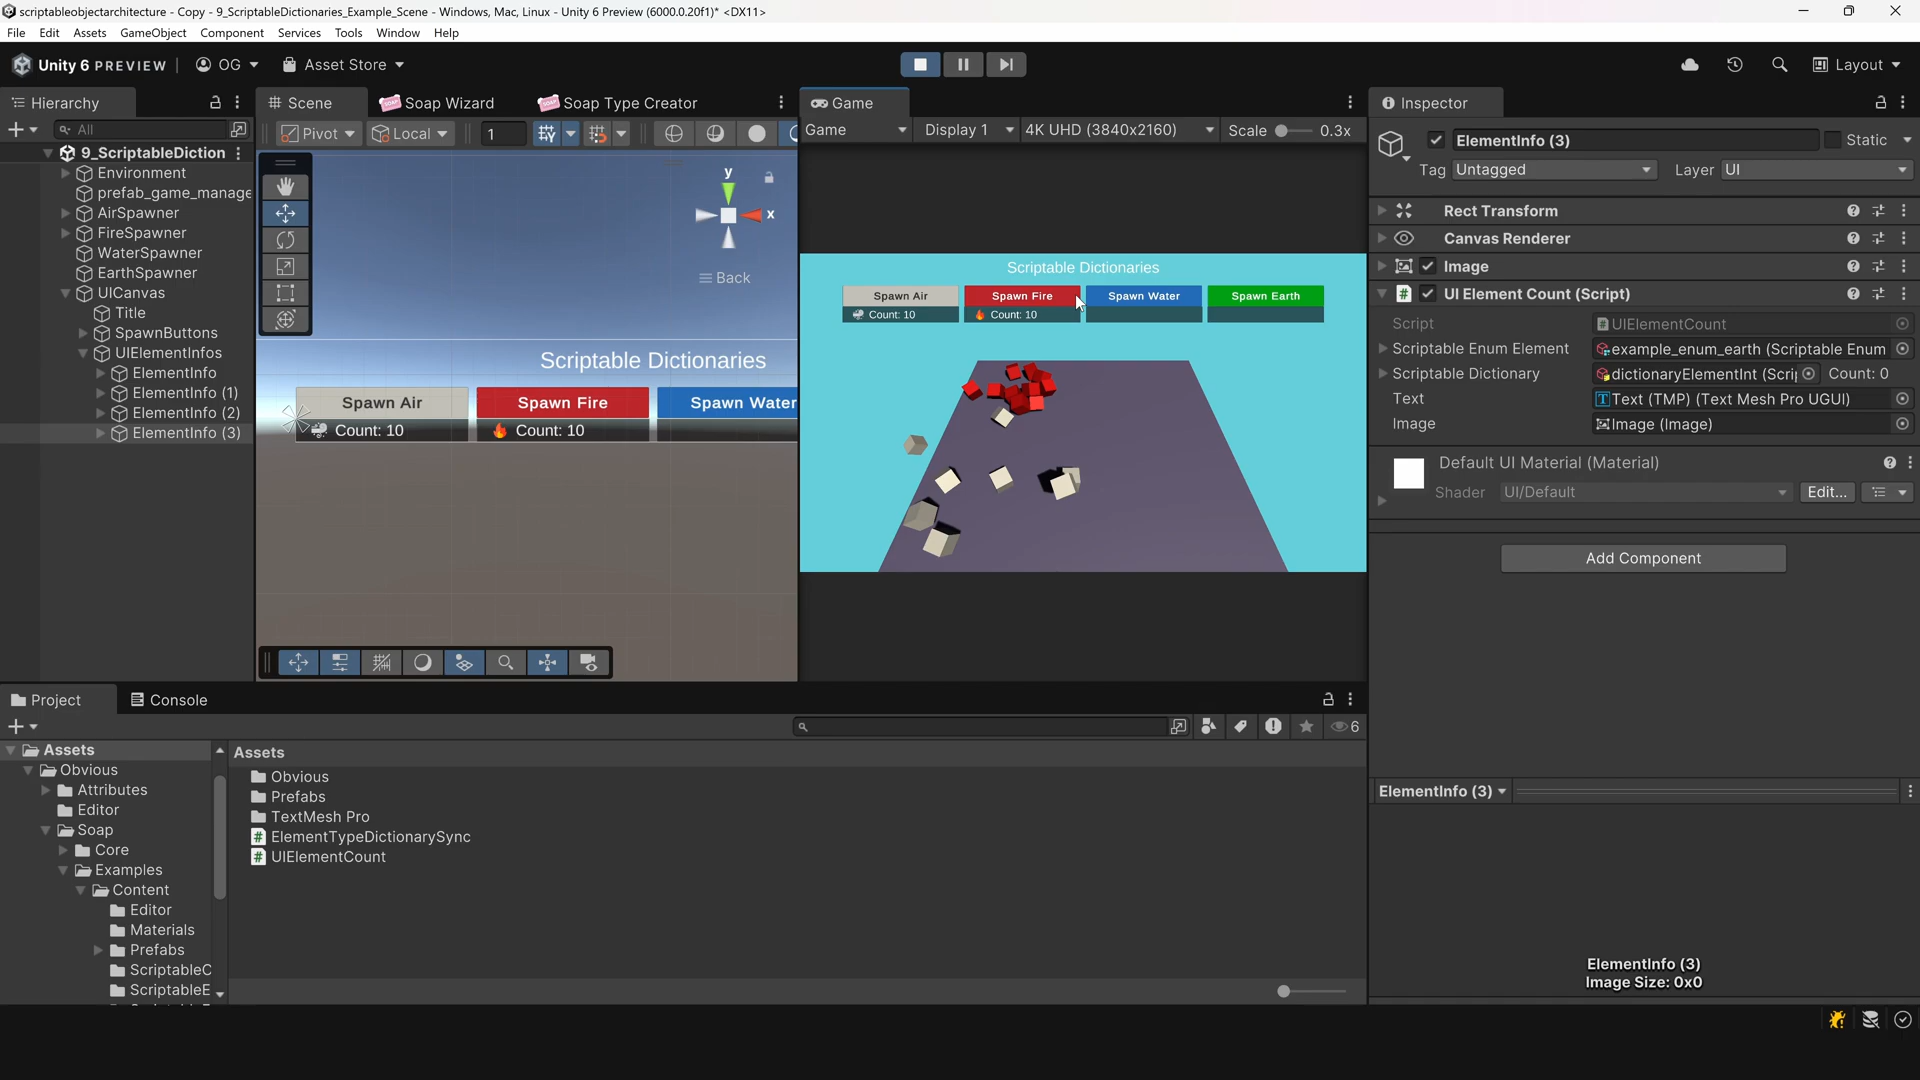 scriptableobjectarchitecture - Copy - 9_ScriptableDictionaries_Example_Scene - Windows, Mac, Linux - Unity 6 Preview (6000.0.20f1)* <DX11>
File Edit Assets GameObject Component Services Tools Window Help
Unity 6 PREVIEW OG Asset Store Layout
Hierarchy
All
9_ScriptableDiction
Environment
prefab_game_manage
AirSpawner
FireSpawner
WaterSpawner
EarthSpawner
UICanvas
Title
SpawnButtons
UIElementInfos
ElementInfo
ElementInfo (1)
ElementInfo (2)
ElementInfo (3)
Scene Soap Wizard Soap Type Creator
Pivot Local 1
y
x
Back
Scriptable Dictionaries
Spawn Air Spawn Fire Spawn Water
Count: 10 Count: 10
Game
Game Display 1 4K UHD (3840x2160) Scale 0.3x
Scriptable Dictionaries
Spawn Air Spawn Fire Spawn Water Spawn Earth
Count: 10 Count: 10
Inspector
ElementInfo (3) Static
Tag Untagged Layer UI
Rect Transform
Canvas Renderer
Image
UI Element Count (Script)
Script UIElementCount
Scriptable Enum Element example_enum_earth (Scriptable Enum
Scriptable Dictionary dictionaryElementInt (Scri Count: 0
Text Text (TMP) (Text Mesh Pro UGUI)
Image Image (Image)
Default UI Material (Material)
Shader UI/Default Edit...
Add Component
ElementInfo (3)
ElementInfo (3)
Image Size: 0x0
Project Console
6
Assets
Obvious
Attributes
Editor
Soap
Core
Examples
Content
Editor
Materials
Prefabs
ScriptableC
ScriptableE
Assets
Obvious
Prefabs
TextMesh Pro
ElementTypeDictionarySync
UIElementCount